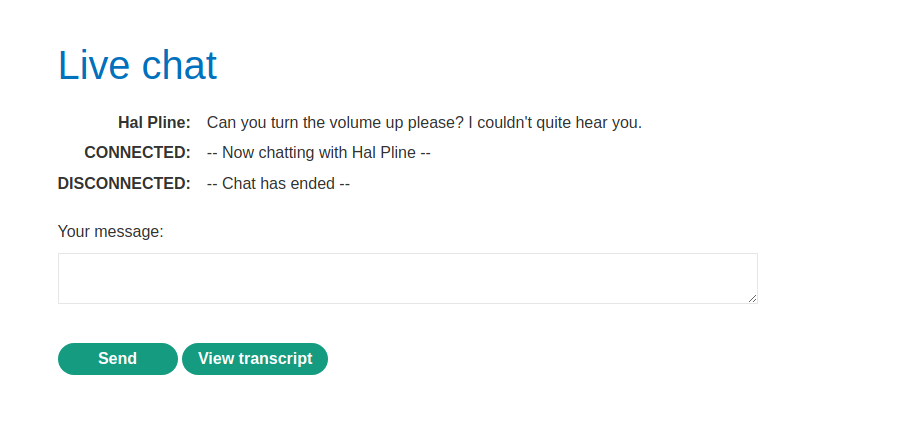 Live chat
Hal Pline: Can you turn the volume up please? I couldn't quite hear you.
CONNECTED: -- Now chatting with Hal Pline --
DISCONNECTED: -- Chat has ended --
Your message:
Send View transcript